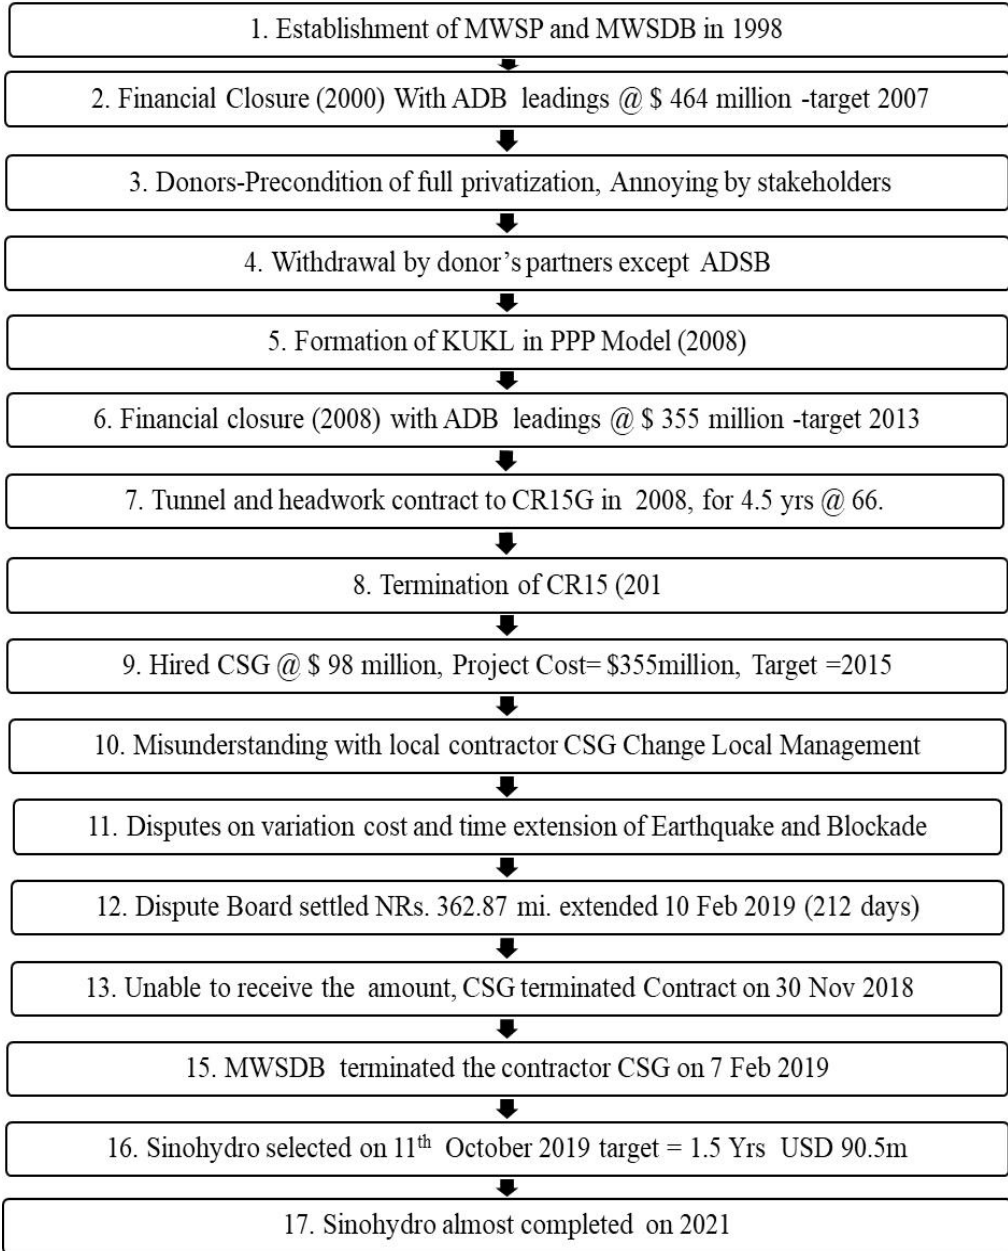 1. Establishment of MWSP and MWSDB in 1998
2. Financial Closure (2000) With ADB leadings @ $ 464 million -target 2007
3. Donors-Precondition of full privatization, Annoying by stakeholders
4. Withdrawal by donor's partners except ADSB
5. Formation of KUKL in PPP Model (2008)
6. Financial closure (2008) with ADB leadings @ $ 355 million -target 2013
7. Tunnel and headwork contract to CR15G in 2008, for 4.5 yrs @ 66.
8. Termination of CR15 (201
9. Hired CSG @ $ 98 million, Project Cost= $355million, Target =2015
10. Misunderstanding with local contractor CSG Change Local Management
11. Disputes on variation cost and time extension of Earthquake and Blockade
12. Dispute Board settled NRs. 362.87 mi. extended 10 Feb 2019 (212 days)
13. Unable to receive the amount, CSG terminated Contract on 30 Nov 2018
15. MWSDB terminated the contractor CSG on 7 Feb 2019
16. Sinohydro selected on 11th October 2019 target = 1.5 Yrs USD 90.5m
17. Sinohydro almost completed on 2021